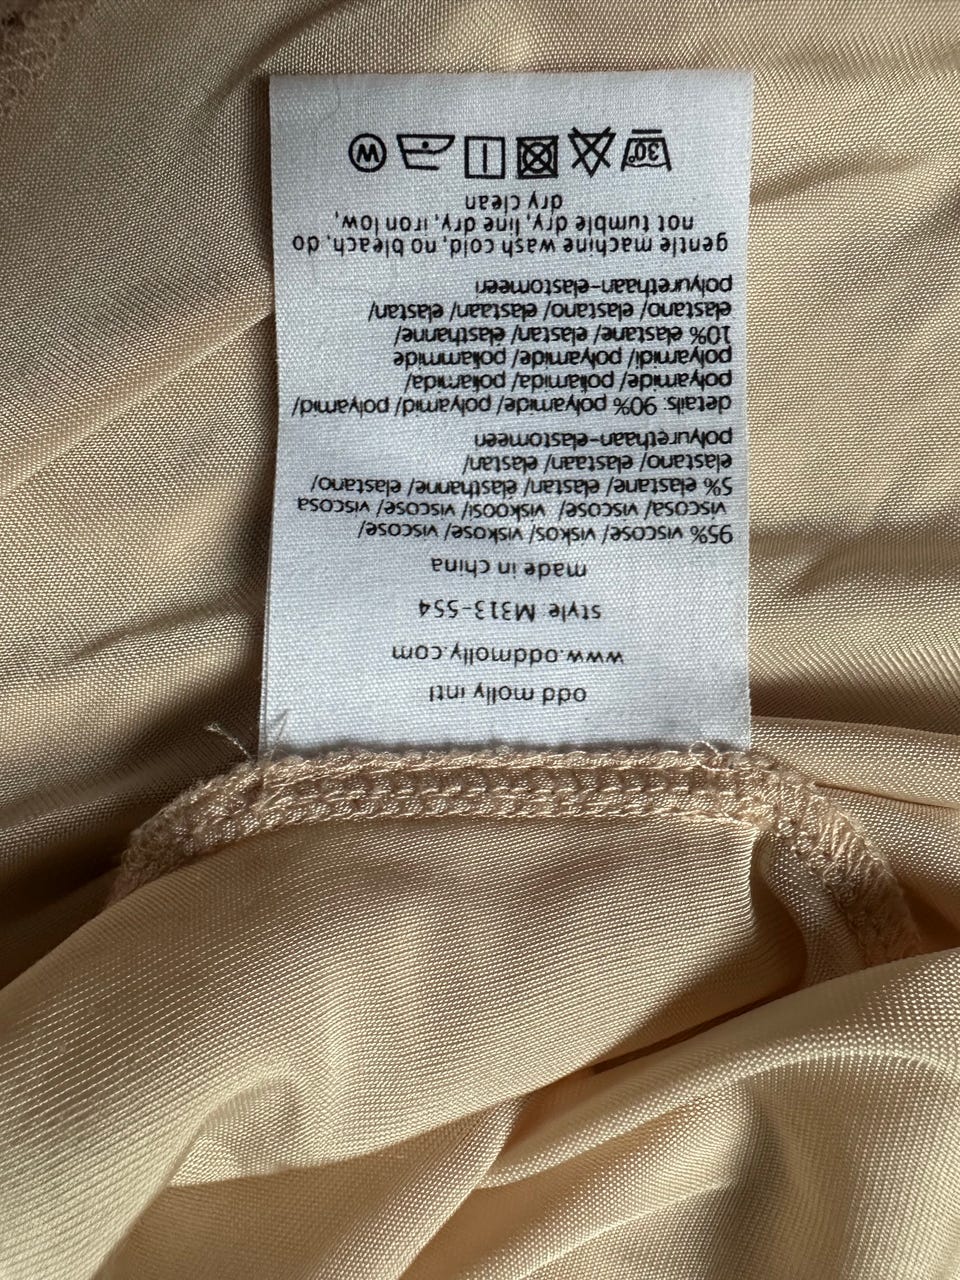 odd molly intl
www.oddmolly.com
style M313-554
made in china
95% viscose/ viskos/ viskose/ viscose/
viscosa/ viscose/ viskoosi/ viscose/ viscosa
5% elastane/ elastan/ élasthanne/ elastane/
elastano/ elastaan/ elastan/
polyurethaan-elastomeen
details: 90% polyamide/ polyamid/ polyamid/
polyamide/ poliamida/ poliamida/
polyamidi/ polyamide/ poliammide
10% elastane/ elastan/ élasthanne/
elastano/ elastano/ elastaan/ elastan/
polyurethaan-elastomeen
gentle machine wash cold, no bleach, do
not tumble dry, line dry, iron low,
dry clean
30° W